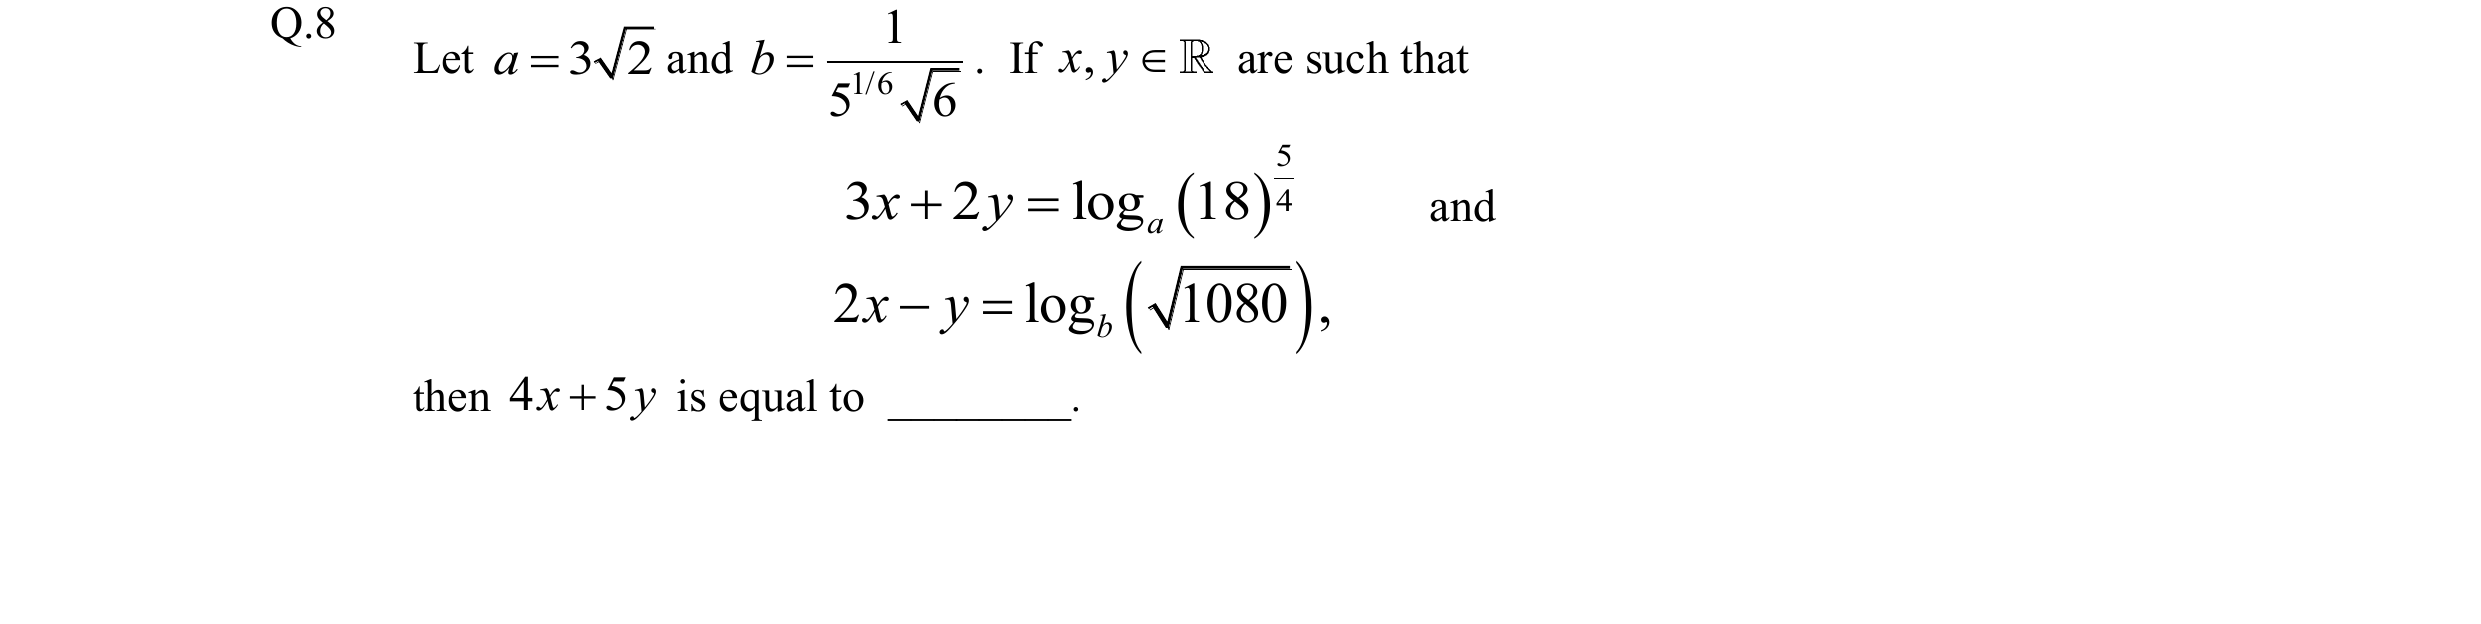 Q.8 Let a = 3√2 and b = 1/(5^{1/6}√6). If x, y ∈ ℝ are such that
3x + 2y = log_a (18)^{5/4} and
2x − y = log_b (√1080),
then 4x + 5y is equal to ________.